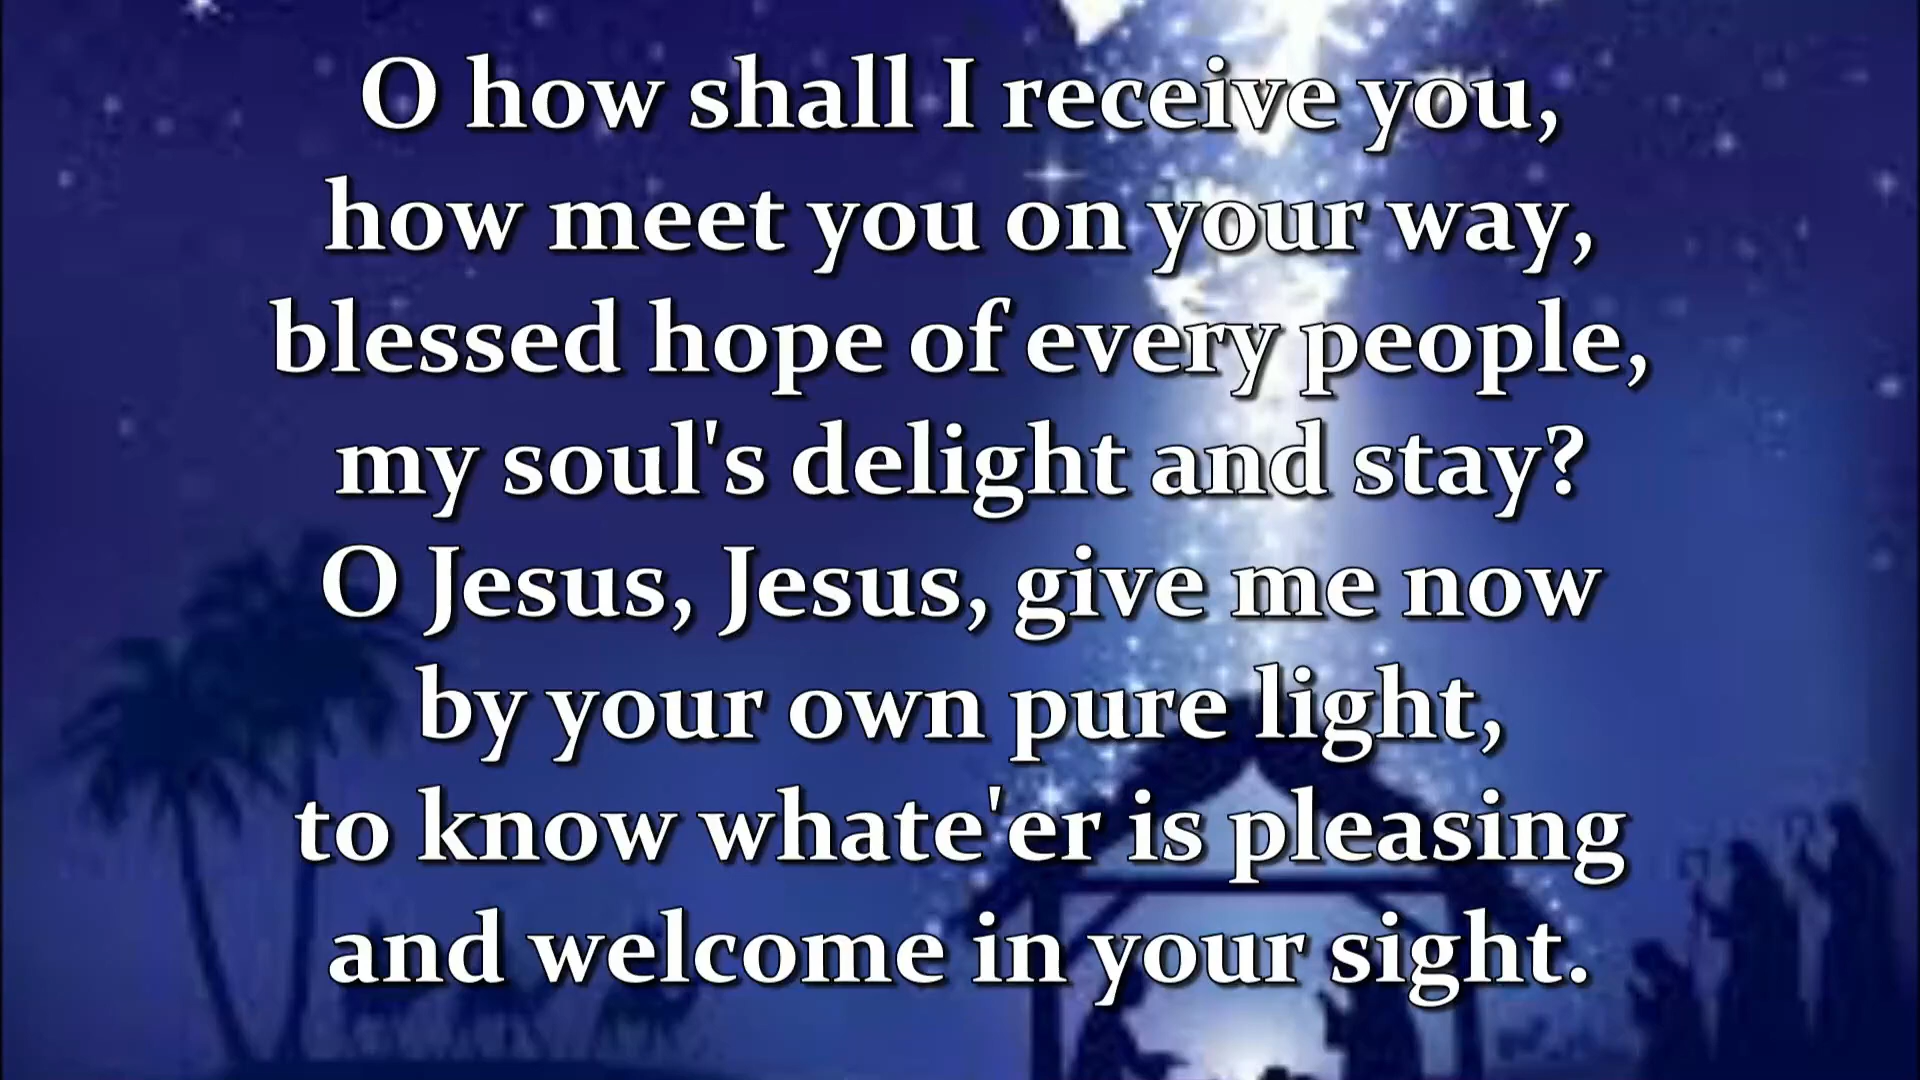 O how shall I receive you,
how meet you on your way,
blessed hope of every people,
my soul's delight and stay?
O Jesus, Jesus, give me now
by your own pure light,
to know whate'er is pleasing
and welcome in your sight.